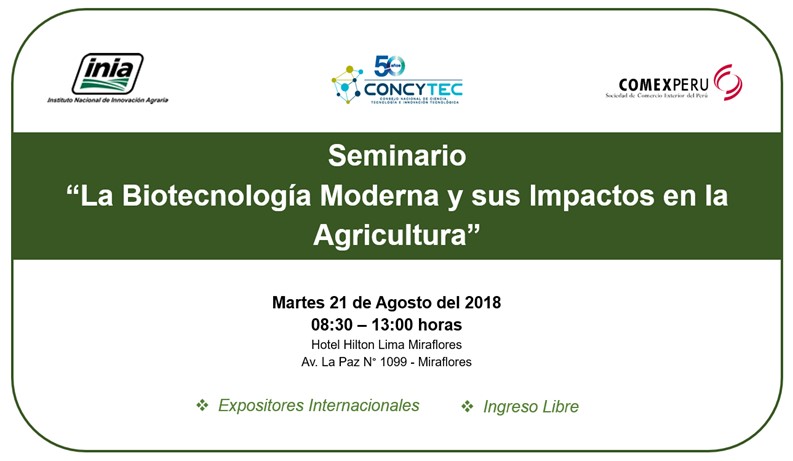 inia
Instituto Nacional de Innovación Agraria
50 años
CONCYTEC
CONSEJO NACIONAL DE CIENCIA,
TECNOLOGÍA E INNOVACIÓN TECNOLÓGICA
COMEXPERU
Sociedad de Comercio Exterior del Perú
Seminario
“La Biotecnología Moderna y sus Impactos en la
Agricultura”
Martes 21 de Agosto del 2018
08:30 – 13:00 horas
Hotel Hilton Lima Miraflores
Av. La Paz N° 1099 - Miraflores
❖ Expositores Internacionales ❖ Ingreso Libre